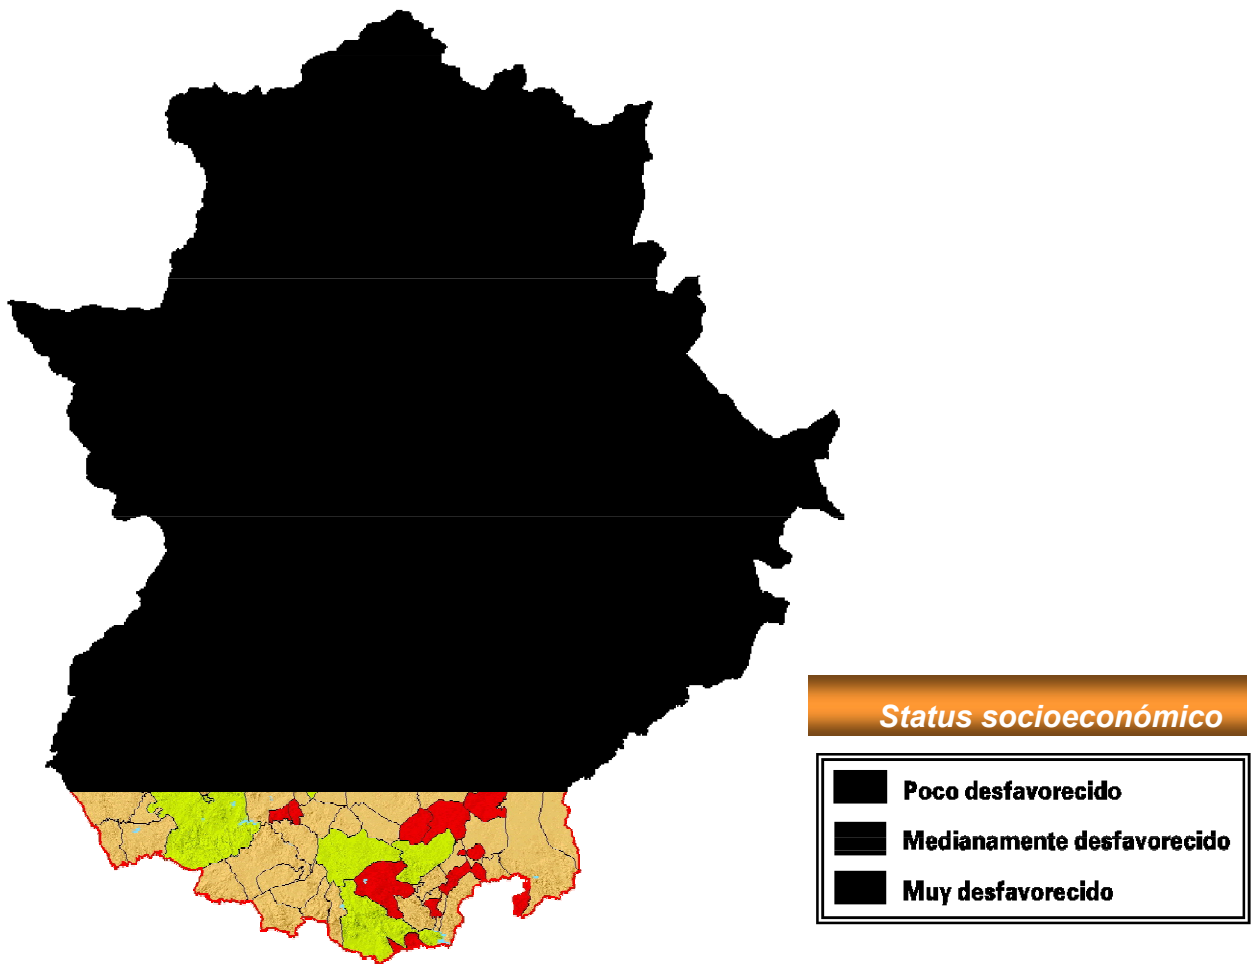 Status socioeconómico
Poco desfavorecido
Medianamente desfavorecido
Muy desfavorecido